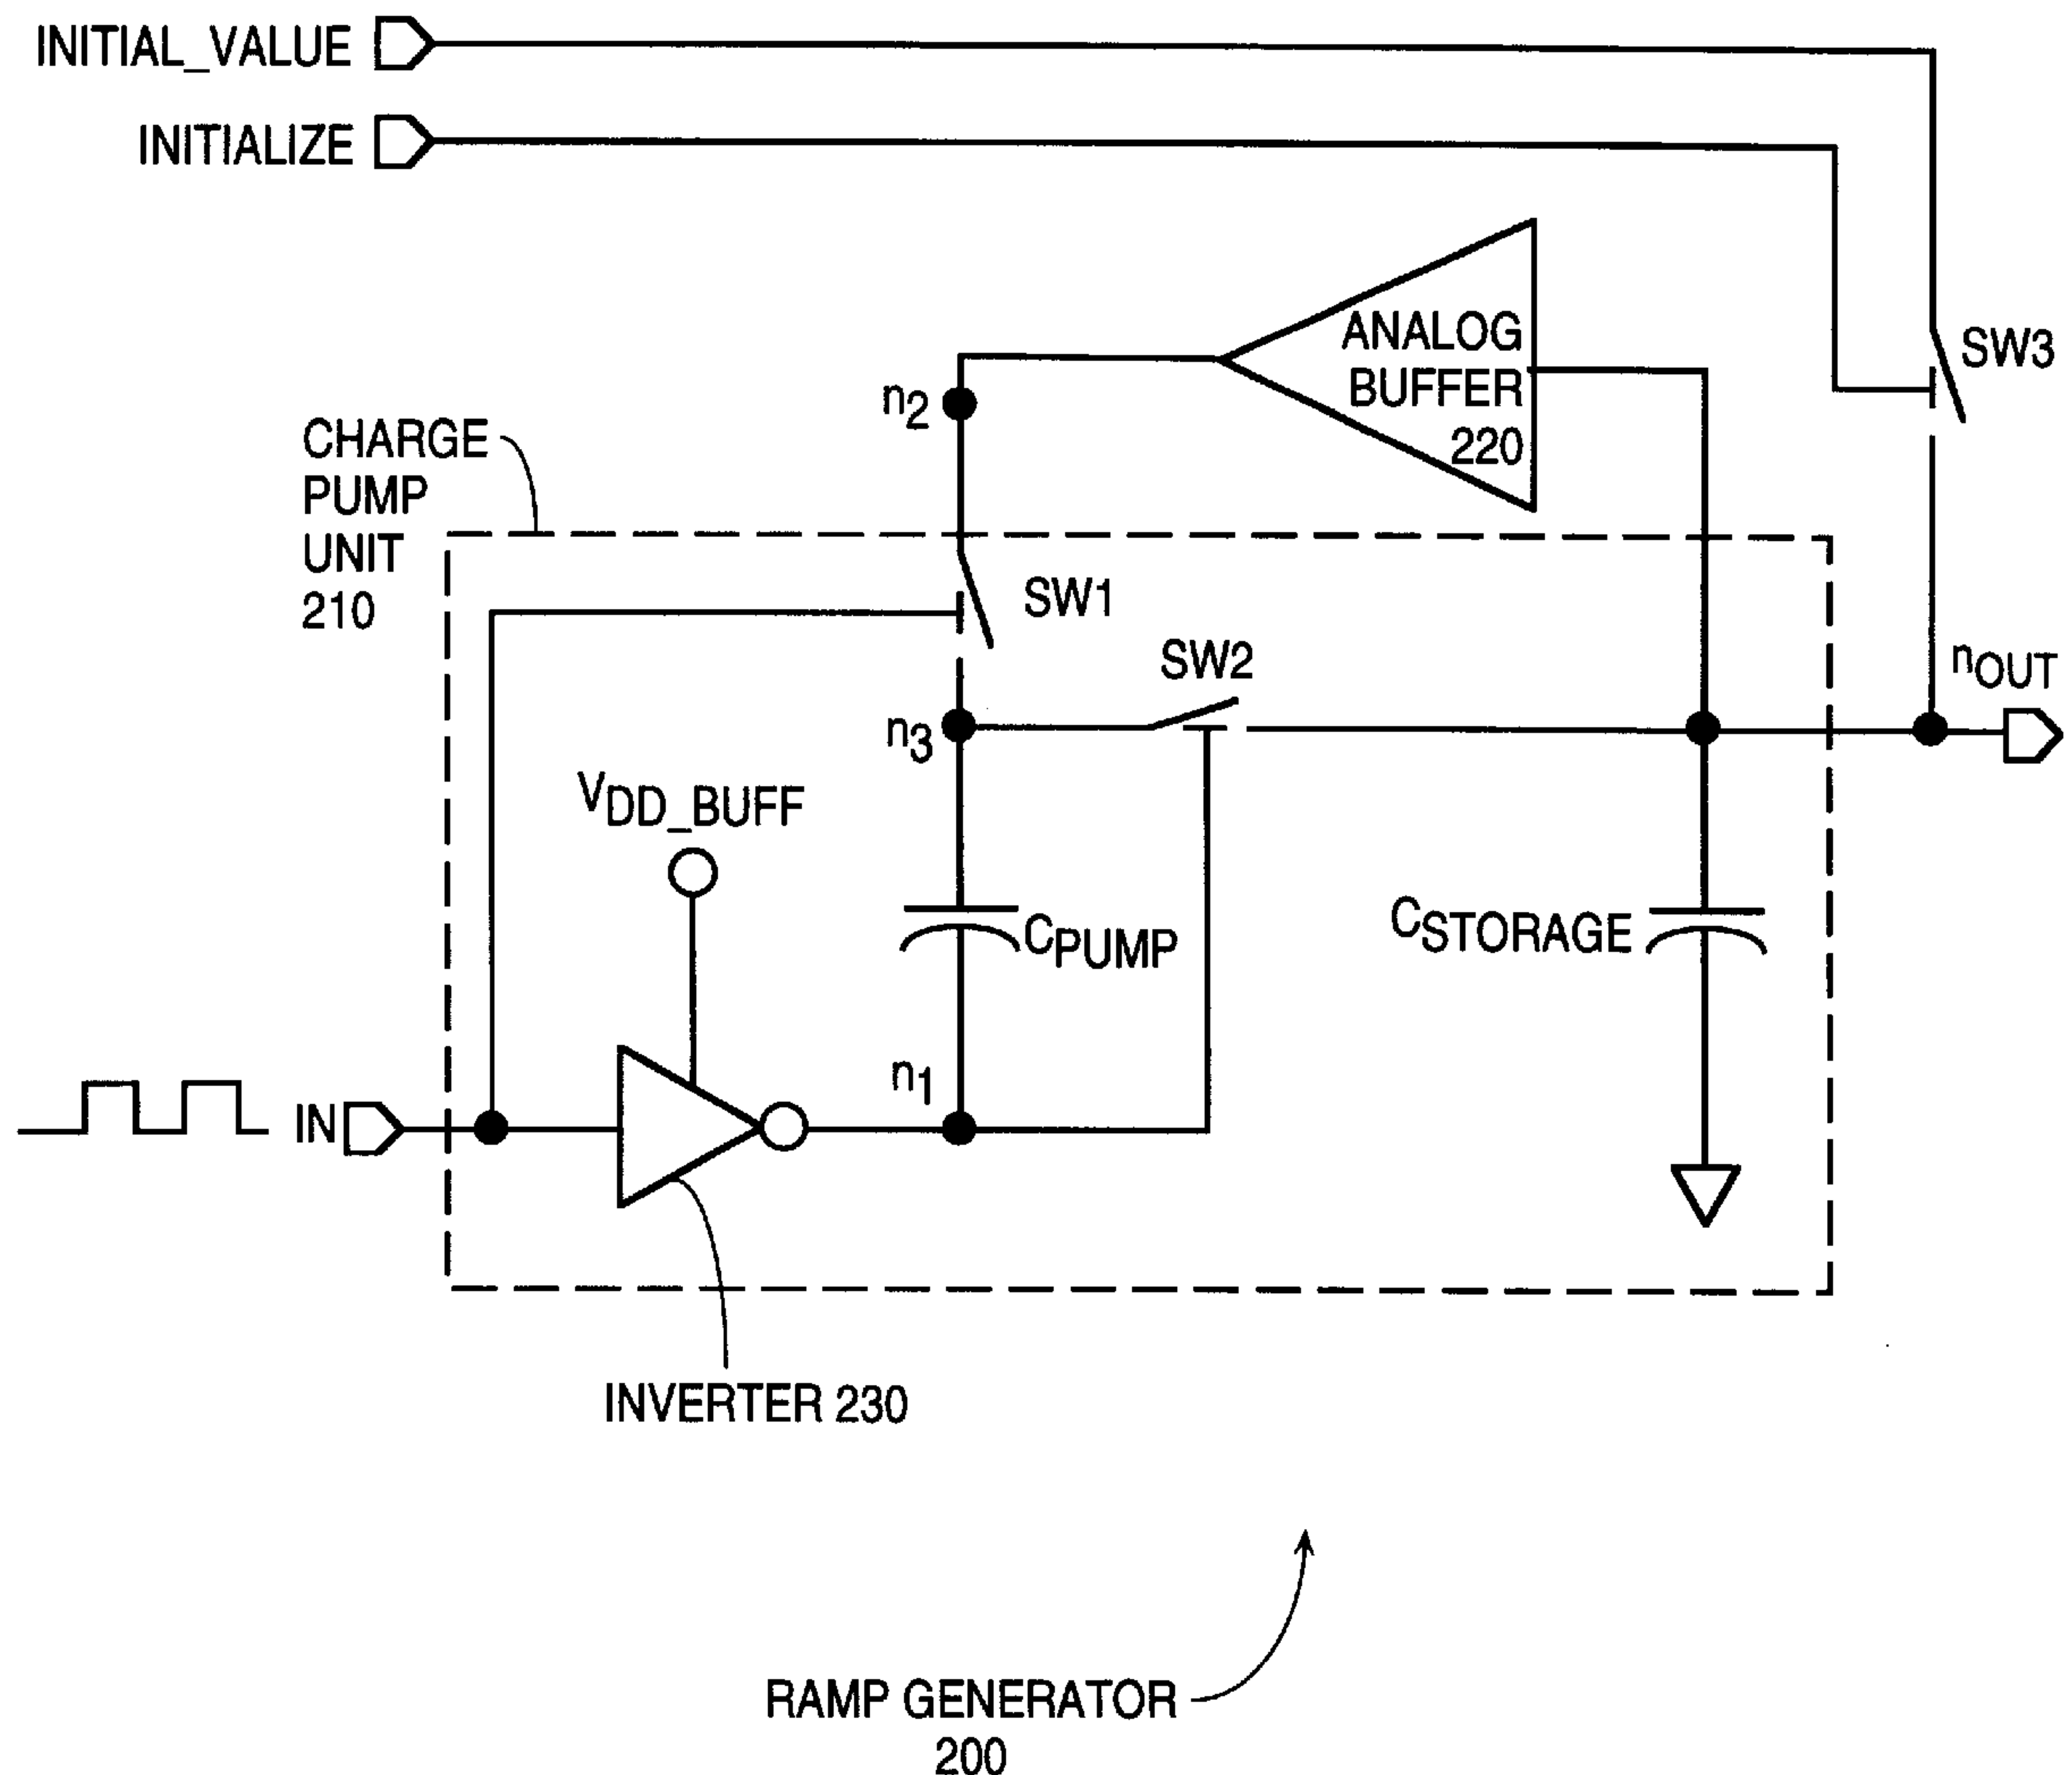 INITIAL_VALUE
INITIALIZE
SW3
ANALOG
BUFFER
220
n2
CHARGE
PUMP
UNIT
210
SW1
SW2
nOUT
n3
VDD_BUFF
CPUMP
CSTORAGE
n1
IN
INVERTER 230
RAMP GENERATOR
200